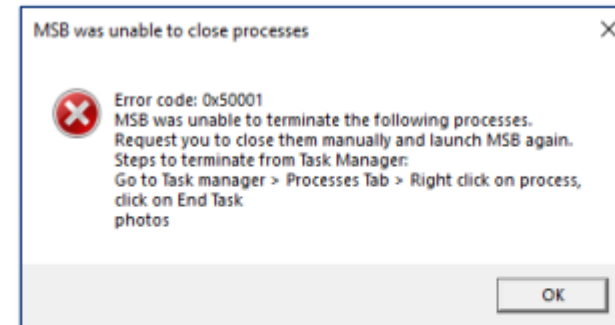 MSB was unable to close processes
Error code: 0x50001
MSB was unable to terminate the following processes.
Request you to close them manually and launch MSB again.
Steps to terminate from Task Manager:
Go to Task manager > Processes Tab > Right click on process,
click on End Task
photos
OK